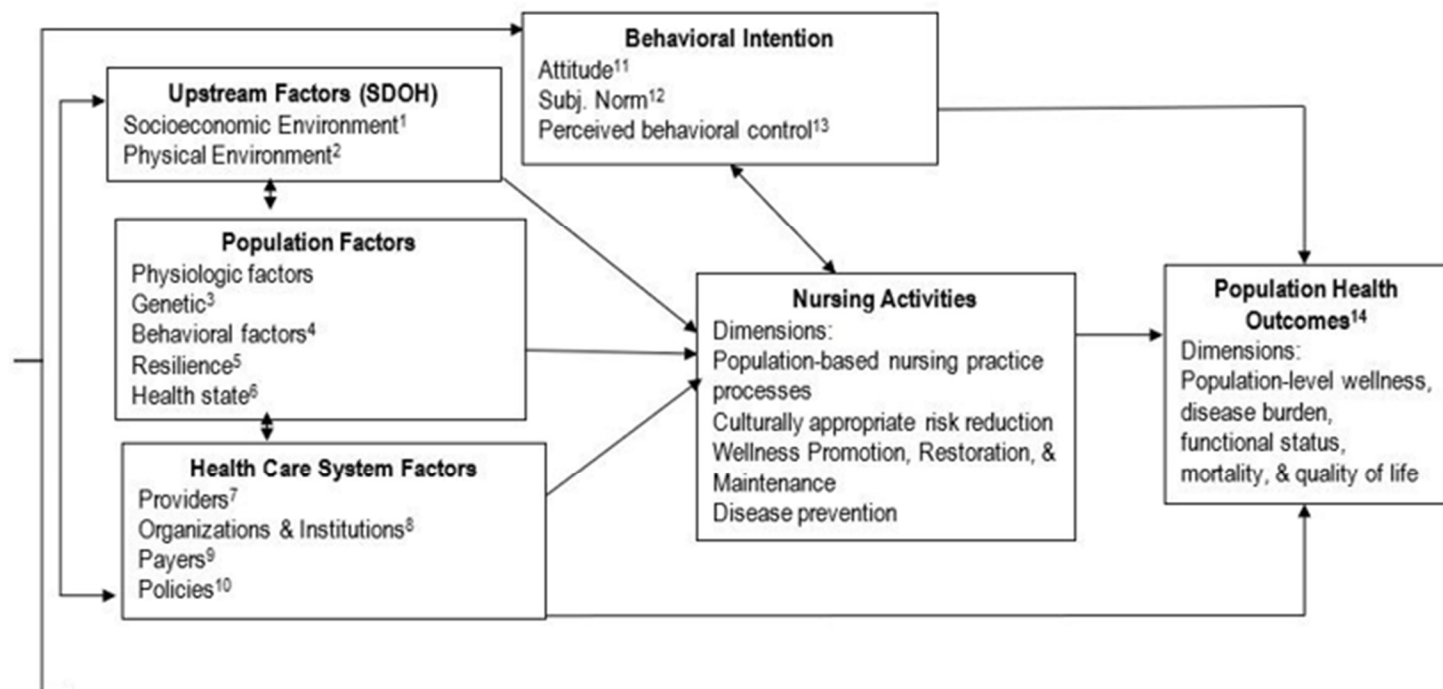 Behavioral Intention
Attitude¹¹
Subj. Norm¹²
Perceived behavioral control¹³
Upstream Factors (SDOH)
Socioeconomic Environment¹
Physical Environment²
Population Factors
Physiologic factors
Genetic³
Behavioral factors⁴
Resilience⁵
Health state⁶
Health Care System Factors
Providers⁷
Organizations & Institutions⁸
Payers⁹
Policies¹⁰
Nursing Activities
Dimensions:
Population-based nursing practice
processes
Culturally appropriate risk reduction
Wellness Promotion, Restoration, &
Maintenance
Disease prevention
Population Health
Outcomes¹⁴
Dimensions:
Population-level wellness,
disease burden,
functional status,
mortality, & quality of life